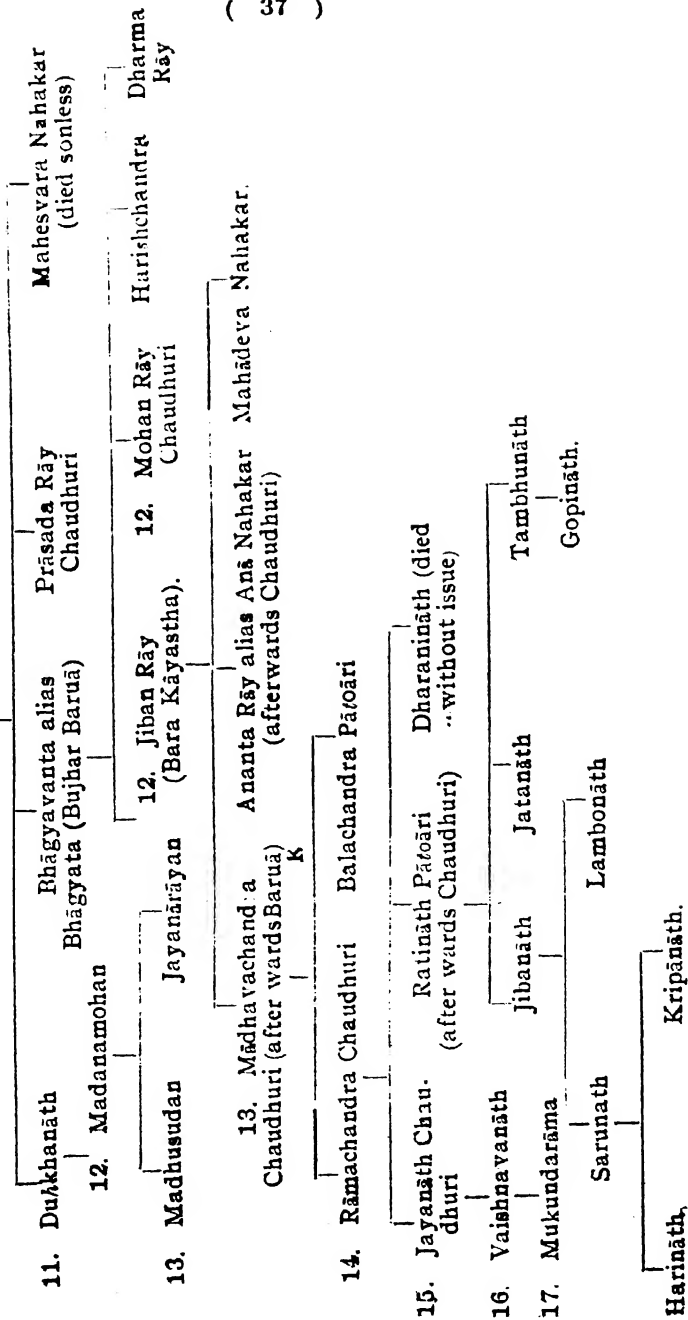 ( 37 )
11. Duhkhanāth
Bhāgyavanta alias
Bhāgyata (Bujhar Baruā)
Prāsada Rāy
Chaudhuri
Mahesvara Nahakar
(died sonless)
12. Madanamohan
12. Jiban Rāy
(Bara Kāyastha).
12. Mohan Rāy
Chaudhuri
Harishchandra
Dharma
Rāy
13. Madhusudan
Jayanārāyan
13. Mādhavachandra
Chaudhuri (after wards Baruā)
K
Ananta Rāy alias Anā Nahakar
(afterwards Chaudhuri)
Mahādeva Nahakar.
14. Rāmachandra Chaudhuri
Balachandra Pātoāri
15. Jayanāth Chau-
dhuri
Ratināth Pātoāri
(after wards Chaudhuri)
Dharanināth (died
..without issue)
16. Vaishnavanāth
Jibanāth
Jatanāth
Tambhunāth
17. Mukundarāma
Gopināth.
Sarunath
Lambonāth
Harināth,
Kripānāth.